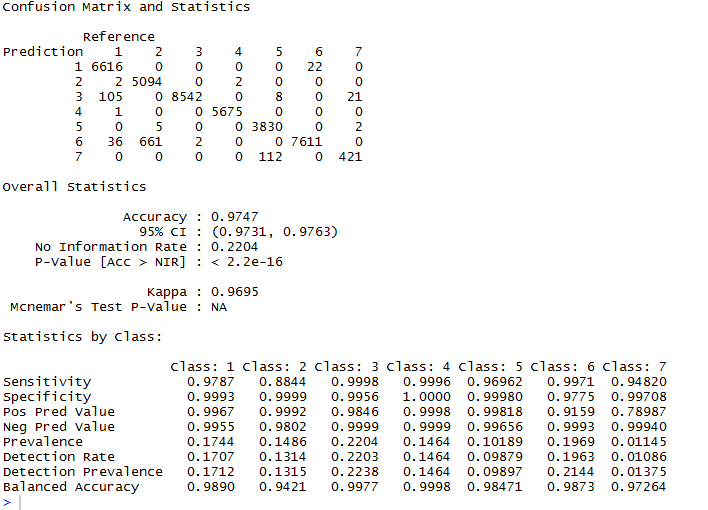 Confusion Matrix and Statistics
          Reference
Prediction    1    2    3    4    5    6    7
         1 6616    0    0    0    0   22    0
         2    2 5094    0    2    0    0    0
         3  105    0 8542    0    8    0   21
         4    1    0    0 5675    0    0    0
         5    0    5    0    0 3830    0    2
         6   36  661    2    0    0 7611    0
         7    0    0    0    0  112    0  421
Overall Statistics
               Accuracy : 0.9747
                 95% CI : (0.9731, 0.9763)
    No Information Rate : 0.2204
    P-Value [Acc > NIR] : < 2.2e-16
                  Kappa : 0.9695
 Mcnemar's Test P-Value : NA
Statistics by Class:
                     Class: 1 Class: 2 Class: 3 Class: 4 Class: 5 Class: 6 Class: 7
Sensitivity            0.9787   0.8844   0.9998   0.9996  0.96962   0.9971  0.94820
Specificity            0.9993   0.9999   0.9956   1.0000  0.99980   0.9775  0.99708
Pos Pred Value         0.9967   0.9992   0.9846   0.9998  0.99818   0.9159  0.78987
Neg Pred Value         0.9955   0.9802   0.9999   0.9999  0.99656   0.9993  0.99940
Prevalence             0.1744   0.1486   0.2204   0.1464  0.10189   0.1969  0.01145
Detection Rate         0.1707   0.1314   0.2203   0.1464  0.09879   0.1963  0.01086
Detection Prevalence   0.1712   0.1315   0.2238   0.1464  0.09897   0.2144  0.01375
Balanced Accuracy      0.9890   0.9421   0.9977   0.9998  0.98471   0.9873  0.97264
>